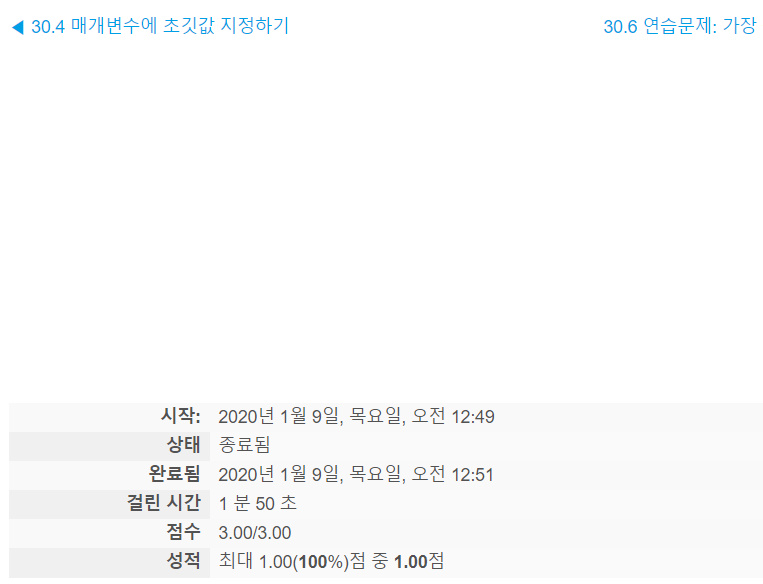 ◀ 30.4 매개변수에 초깃값 지정하기 30.6 연습문제: 가장
시작: 2020년 1월 9일, 목요일, 오전 12:49
상태 종료됨
완료됨 2020년 1월 9일, 목요일, 오전 12:51
걸린 시간 1 분 50 초
점수 3.00/3.00
성적 최대 1.00(100%)점 중 1.00점